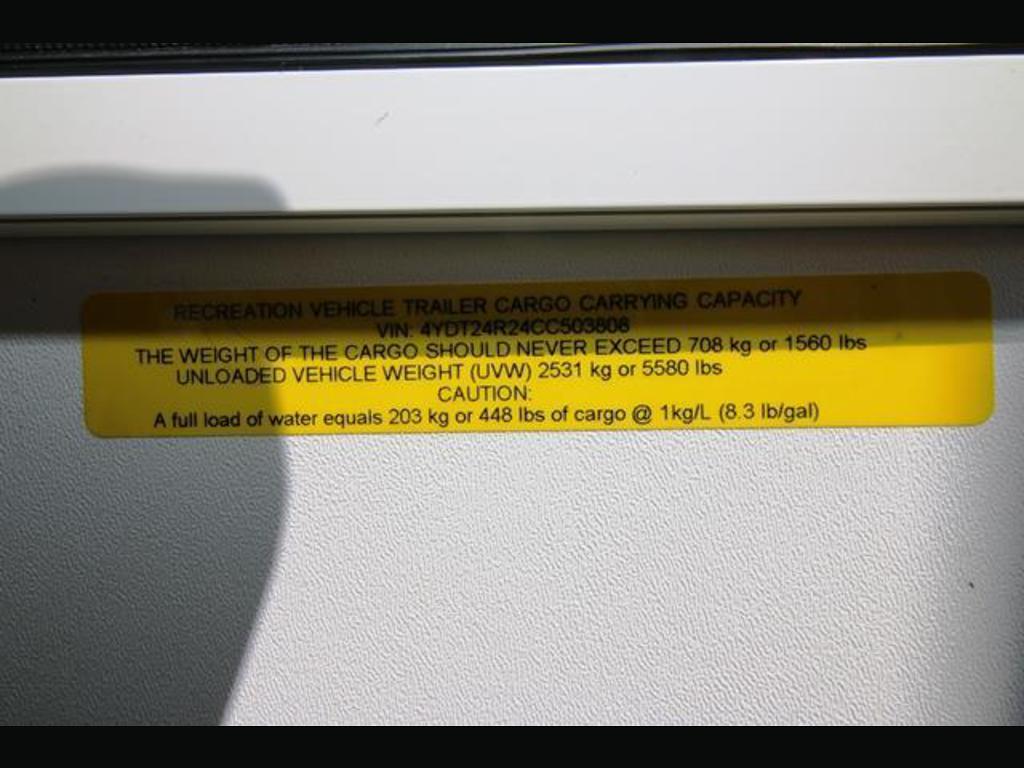 RECREATION VEHICLE TRAILER CARGO CARRYING CAPACITY
VIN: 4YDT24R24CC503808
THE WEIGHT OF THE CARGO SHOULD NEVER EXCEED 708 kg or 1560 lbs
UNLOADED VEHICLE WEIGHT (UVW) 2531 kg or 5580 lbs
CAUTION:
A full load of water equals 203 kg or 448 lbs of cargo @ 1kg/L (8.3 lb/gal)